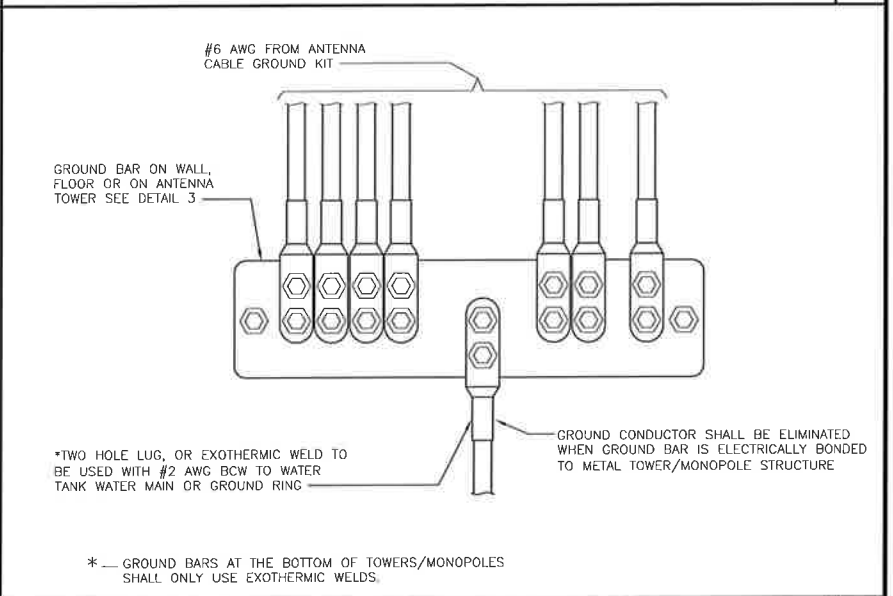 #6 AWG FROM ANTENNA
CABLE GROUND KIT
GROUND BAR ON WALL,
FLOOR OR ON ANTENNA
TOWER SEE DETAIL 3
*TWO HOLE LUG, OR EXOTHERMIC WELD TO
BE USED WITH #2 AWG BCW TO WATER
TANK WATER MAIN OR GROUND RING
GROUND CONDUCTOR SHALL BE ELIMINATED
WHEN GROUND BAR IS ELECTRICALLY BONDED
TO METAL TOWER/MONOPOLE STRUCTURE
* — GROUND BARS AT THE BOTTOM OF TOWERS/MONOPOLES
SHALL ONLY USE EXOTHERMIC WELDS.